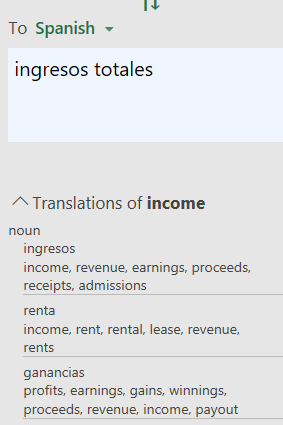 To Spanish
ingresos totales
Translations of income
noun
ingresos
income, revenue, earnings, proceeds,
receipts, admissions
renta
income, rent, rental, lease, revenue,
rents
ganancias
profits, earnings, gains, winnings,
proceeds, revenue, income, payout